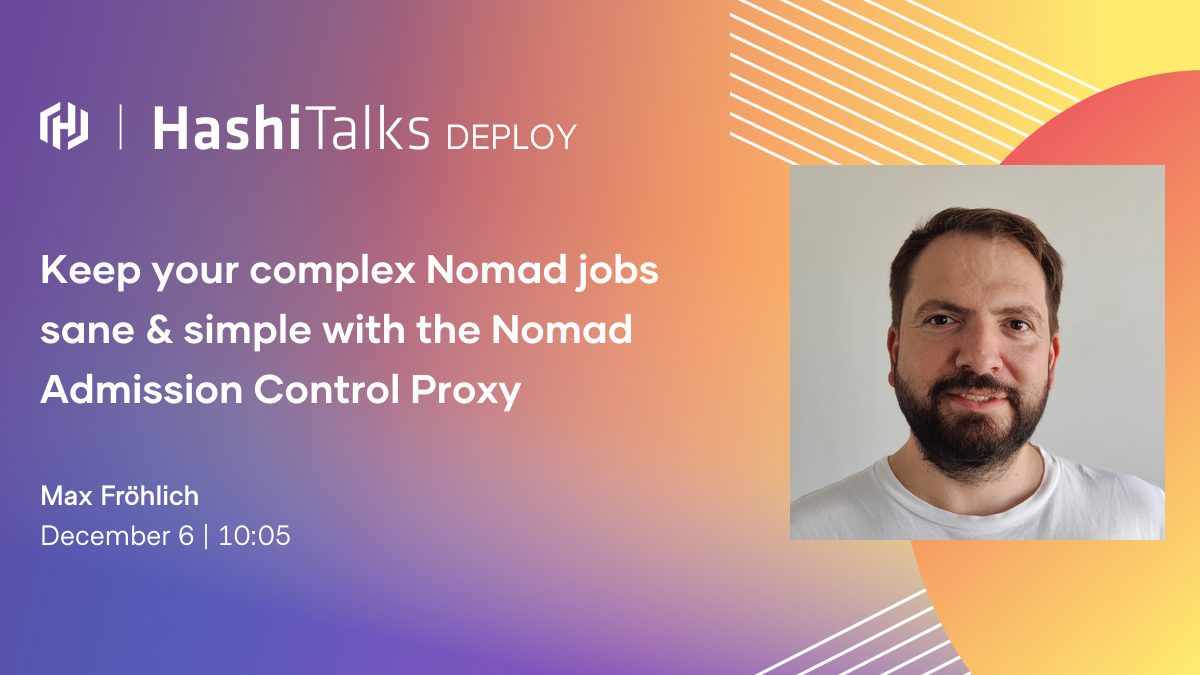 HashiTalks DEPLOY
Keep your complex Nomad jobs
sane & simple with the Nomad
Admission Control Proxy
Max Fröhlich
December 6 | 10:05